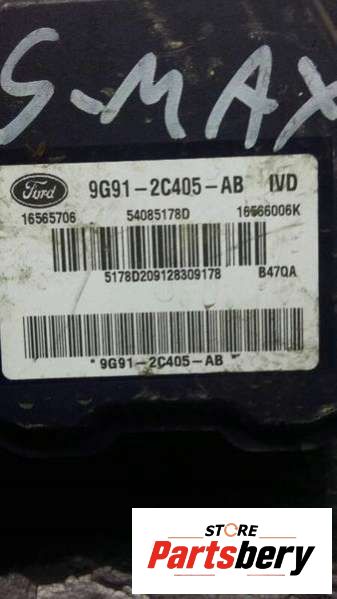 S-MAX
Ford 9G91-2C405-AB IVD
16565706 54085178D 16566006K
5178D209128309178 B47QA
*9G91-2C405-AB*
STORE
Partsbery